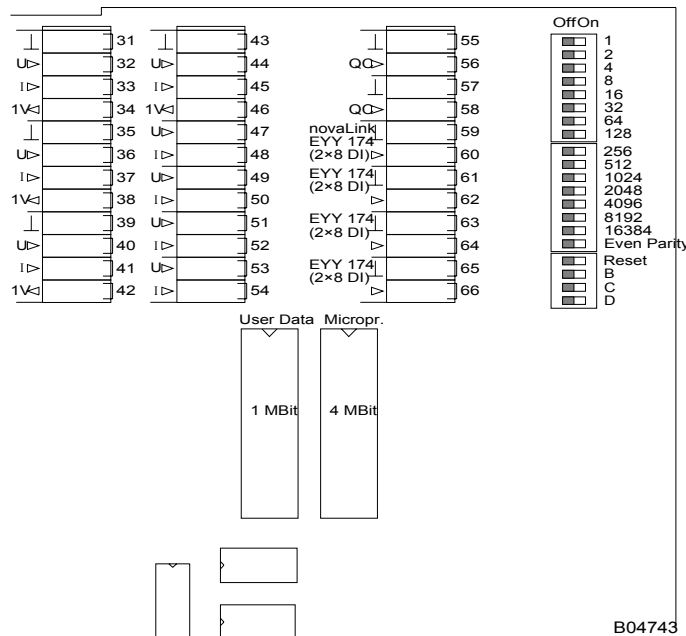 OffOn
31 43 55 1
U 32 U 44 QO 56 2
4
I 33 I 45 57 8
1V 34 1V 46 QO 58 16
32
35 U 47 novaLink 59 64
128
U 36 I 48 EYY 174 (2×8 DI) 60 256
I 37 U 49 EYY 174 (2×8 DI) 61 512
1024
1V 38 I 50 62 2048
4096
39 U 51 EYY 174 (2×8 DI) 63 8192
16384
U 40 I 52 64 Even Parity
I 41 U 53 EYY 174 (2×8 DI) 65 Reset
B
1V 42 I 54 66 C
D
User Data Micropr.
1 MBit 4 MBit
B04743